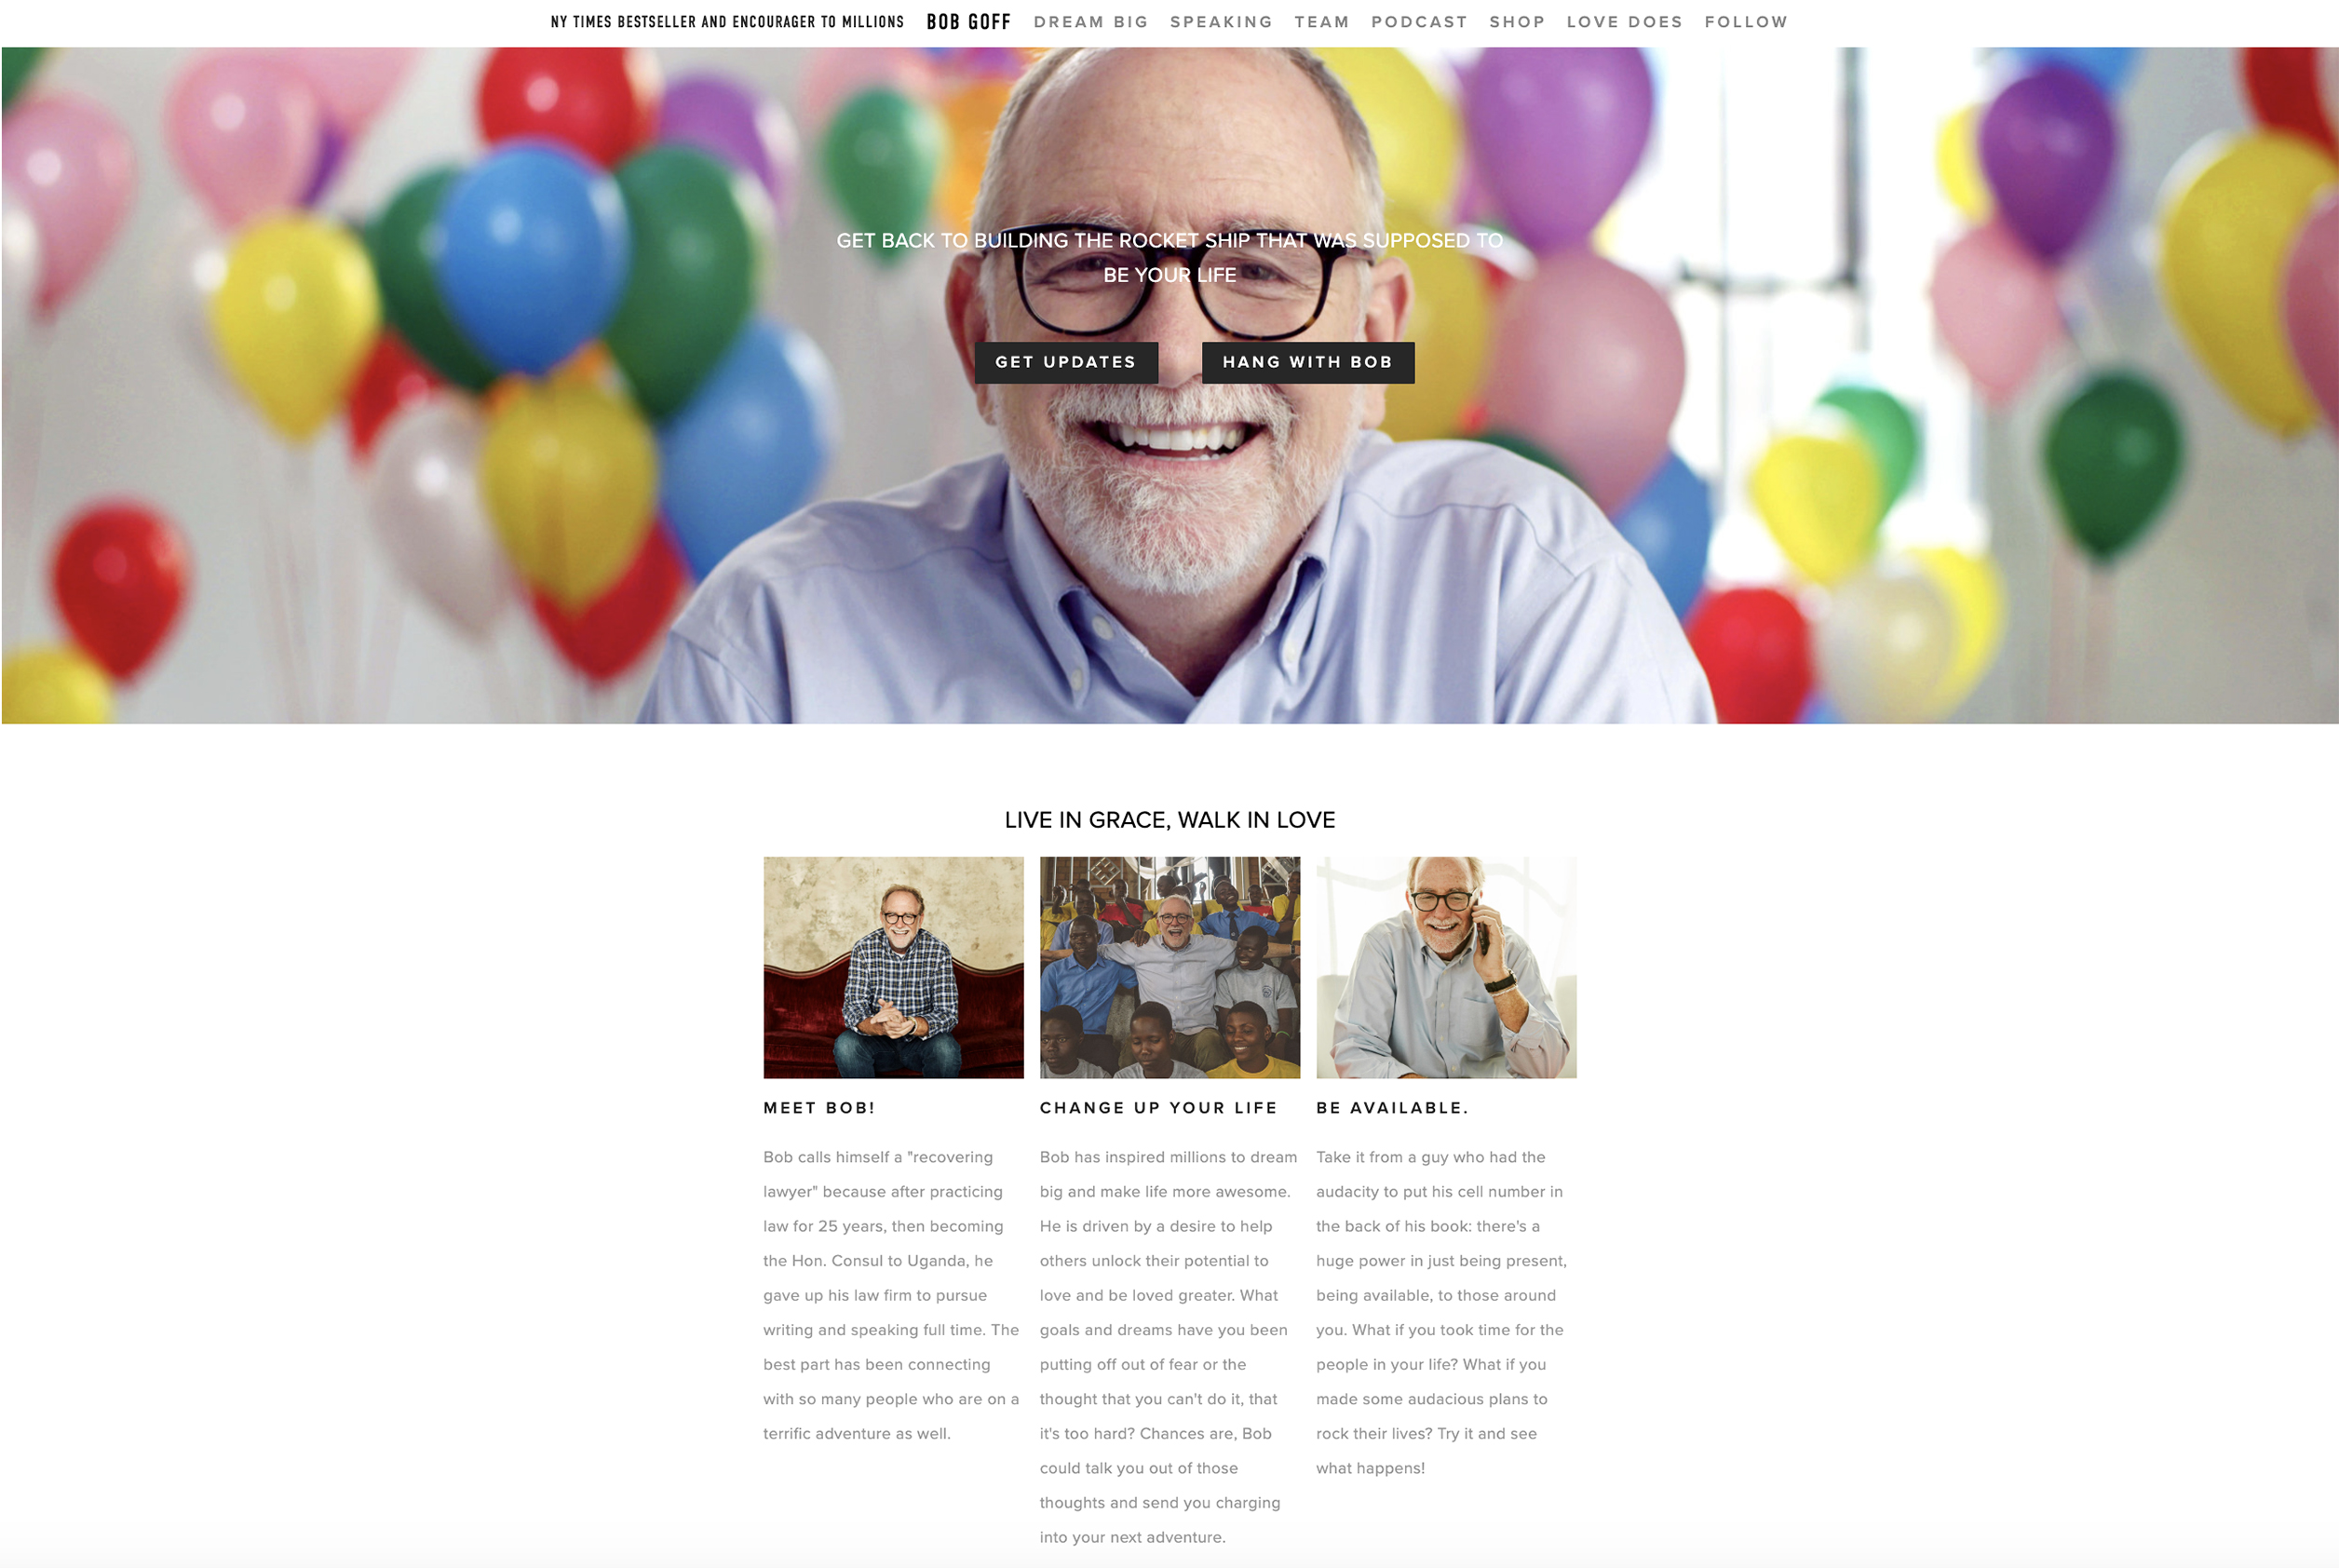 NY TIMES BESTSELLER AND ENCOURAGER TO MILLIONS BOB GOFF DREAM BIG SPEAKING TEAM PODCAST SHOP LOVE DOES FOLLOW
GET BACK TO BUILDING THE ROCKET SHIP THAT WAS SUPPOSED TO
BE YOUR LIFE
GET UPDATES
HANG WITH BOB
LIVE IN GRACE, WALK IN LOVE
MEET BOB!
Bob calls himself a "recovering
lawyer" because after practicing
law for 25 years, then becoming
the Hon. Consul to Uganda, he
gave up his law firm to pursue
writing and speaking full time. The
best part has been connecting
with so many people who are on a
terrific adventure as well.
CHANGE UP YOUR LIFE
Bob has inspired millions to dream
big and make life more awesome.
He is driven by a desire to help
others unlock their potential to
love and be loved greater. What
goals and dreams have you been
putting off out of fear or the
thought that you can't do it, that
it's too hard? Chances are, Bob
could talk you out of those
thoughts and send you charging
into your next adventure.
BE AVAILABLE.
Take it from a guy who had the
audacity to put his cell number in
the back of his book: there's a
huge power in just being present,
being available, to those around
you. What if you took time for the
people in your life? What if you
made some audacious plans to
rock their lives? Try it and see
what happens!